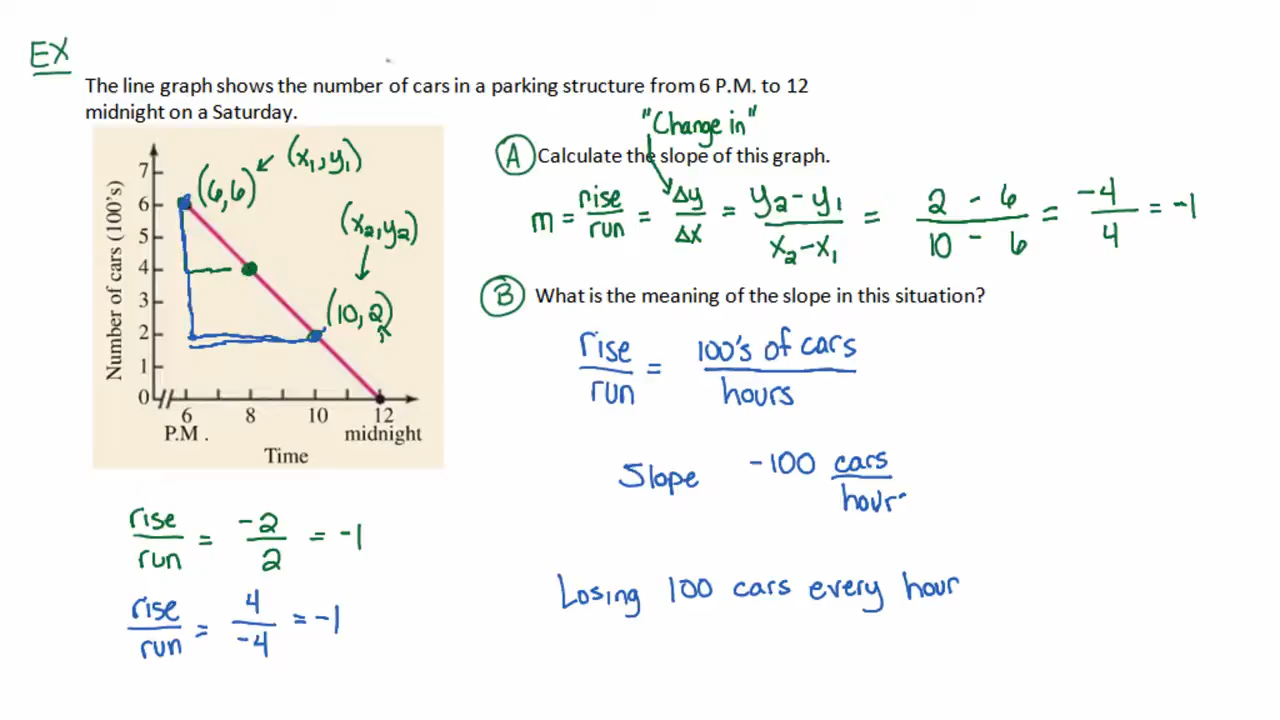 EX
The line graph shows the number of cars in a parking structure from 6 P.M. to 12
midnight on a Saturday.
"Change in"
A Calculate the slope of this graph.
m = rise/run = Δy/Δx = y₂ - y₁/x₂ - x₁ = 2 - 6/10 - 6 = -4/4 = -1
Number of cars (100's)
7
6
5
4
3
2
1
0
(6,6)
(x₁, y₁)
(x₂, y₂)
(10, 2)
6 8 10 12
P.M. midnight
Time
B What is the meaning of the slope in this situation?
rise/run = 100's of cars/hours
Slope -100 cars/hour
Losing 100 cars every hour
rise/run = -2/2 = -1
rise/run = 4/-4 = -1